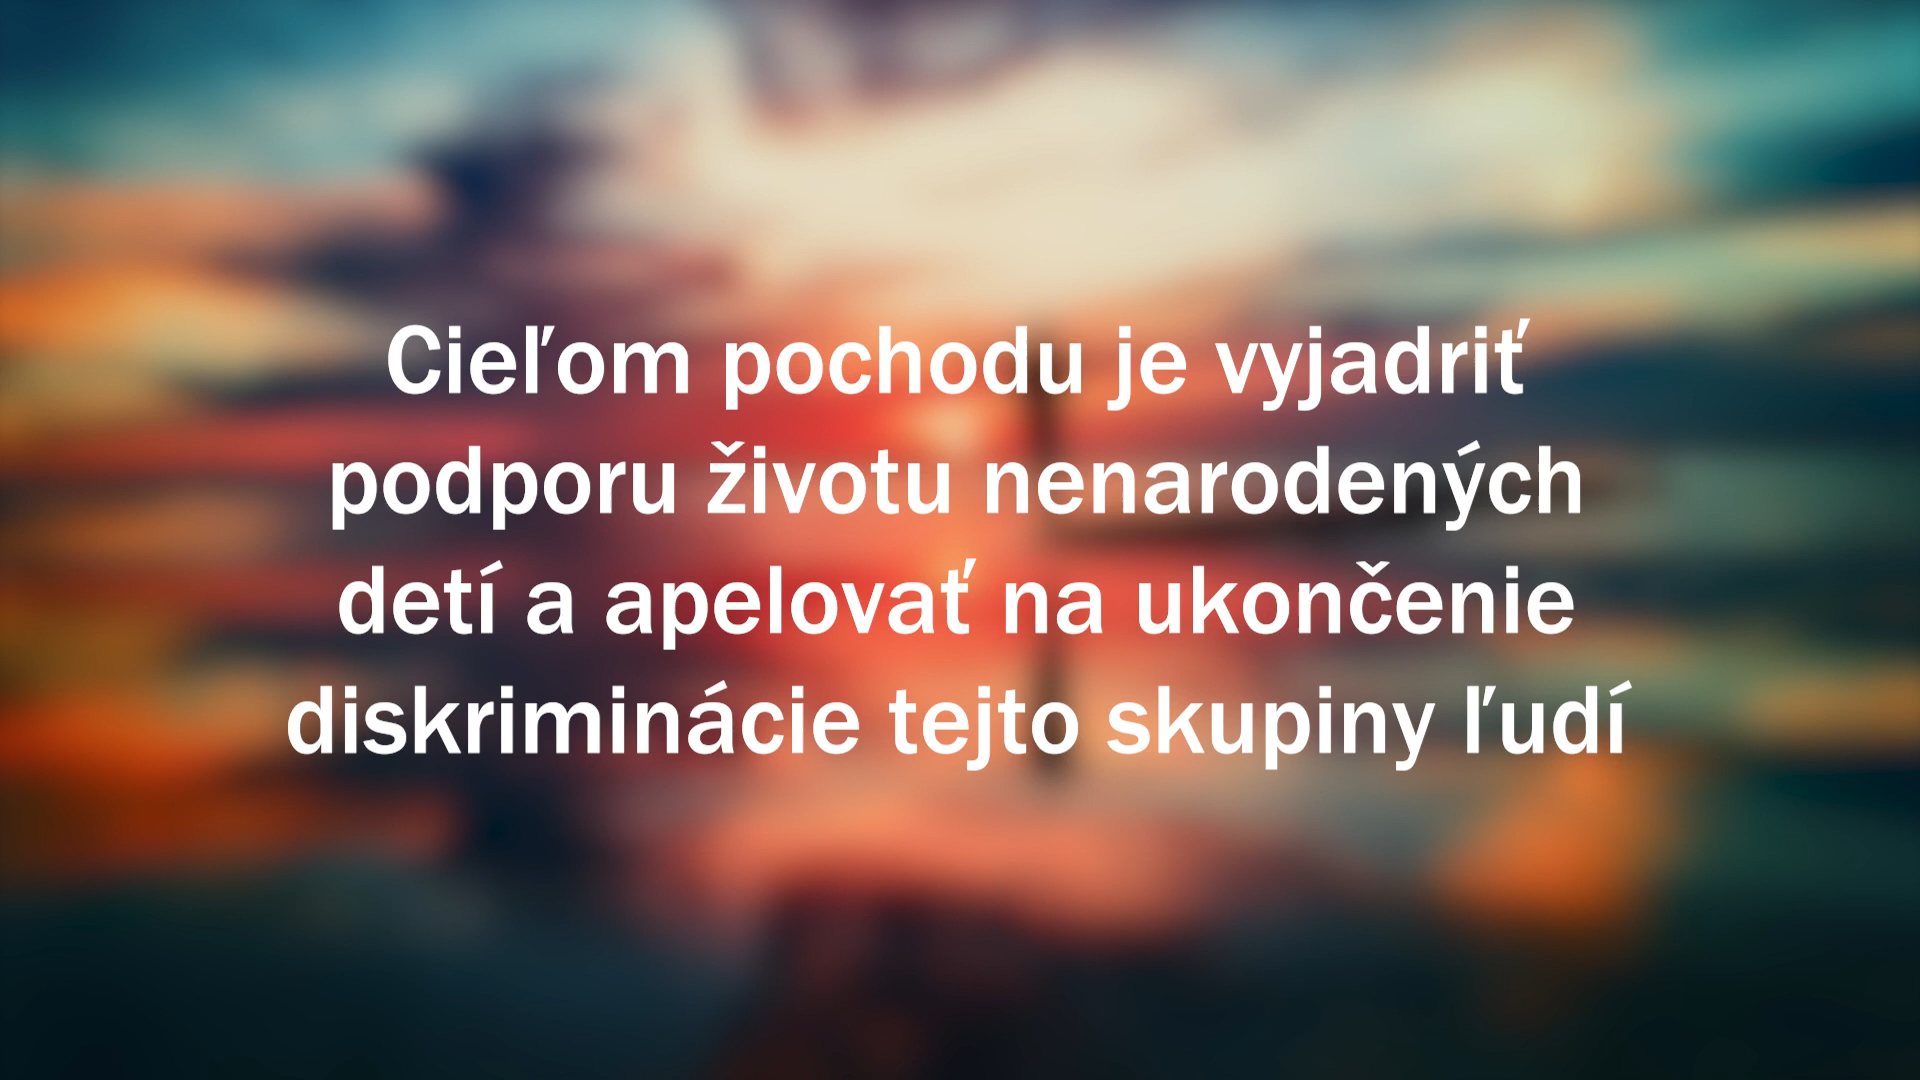 Cieľom pochodu je vyjadriť
podporu životu nenarodených
detí a apelovať na ukončenie
diskriminácie tejto skupiny ľudí